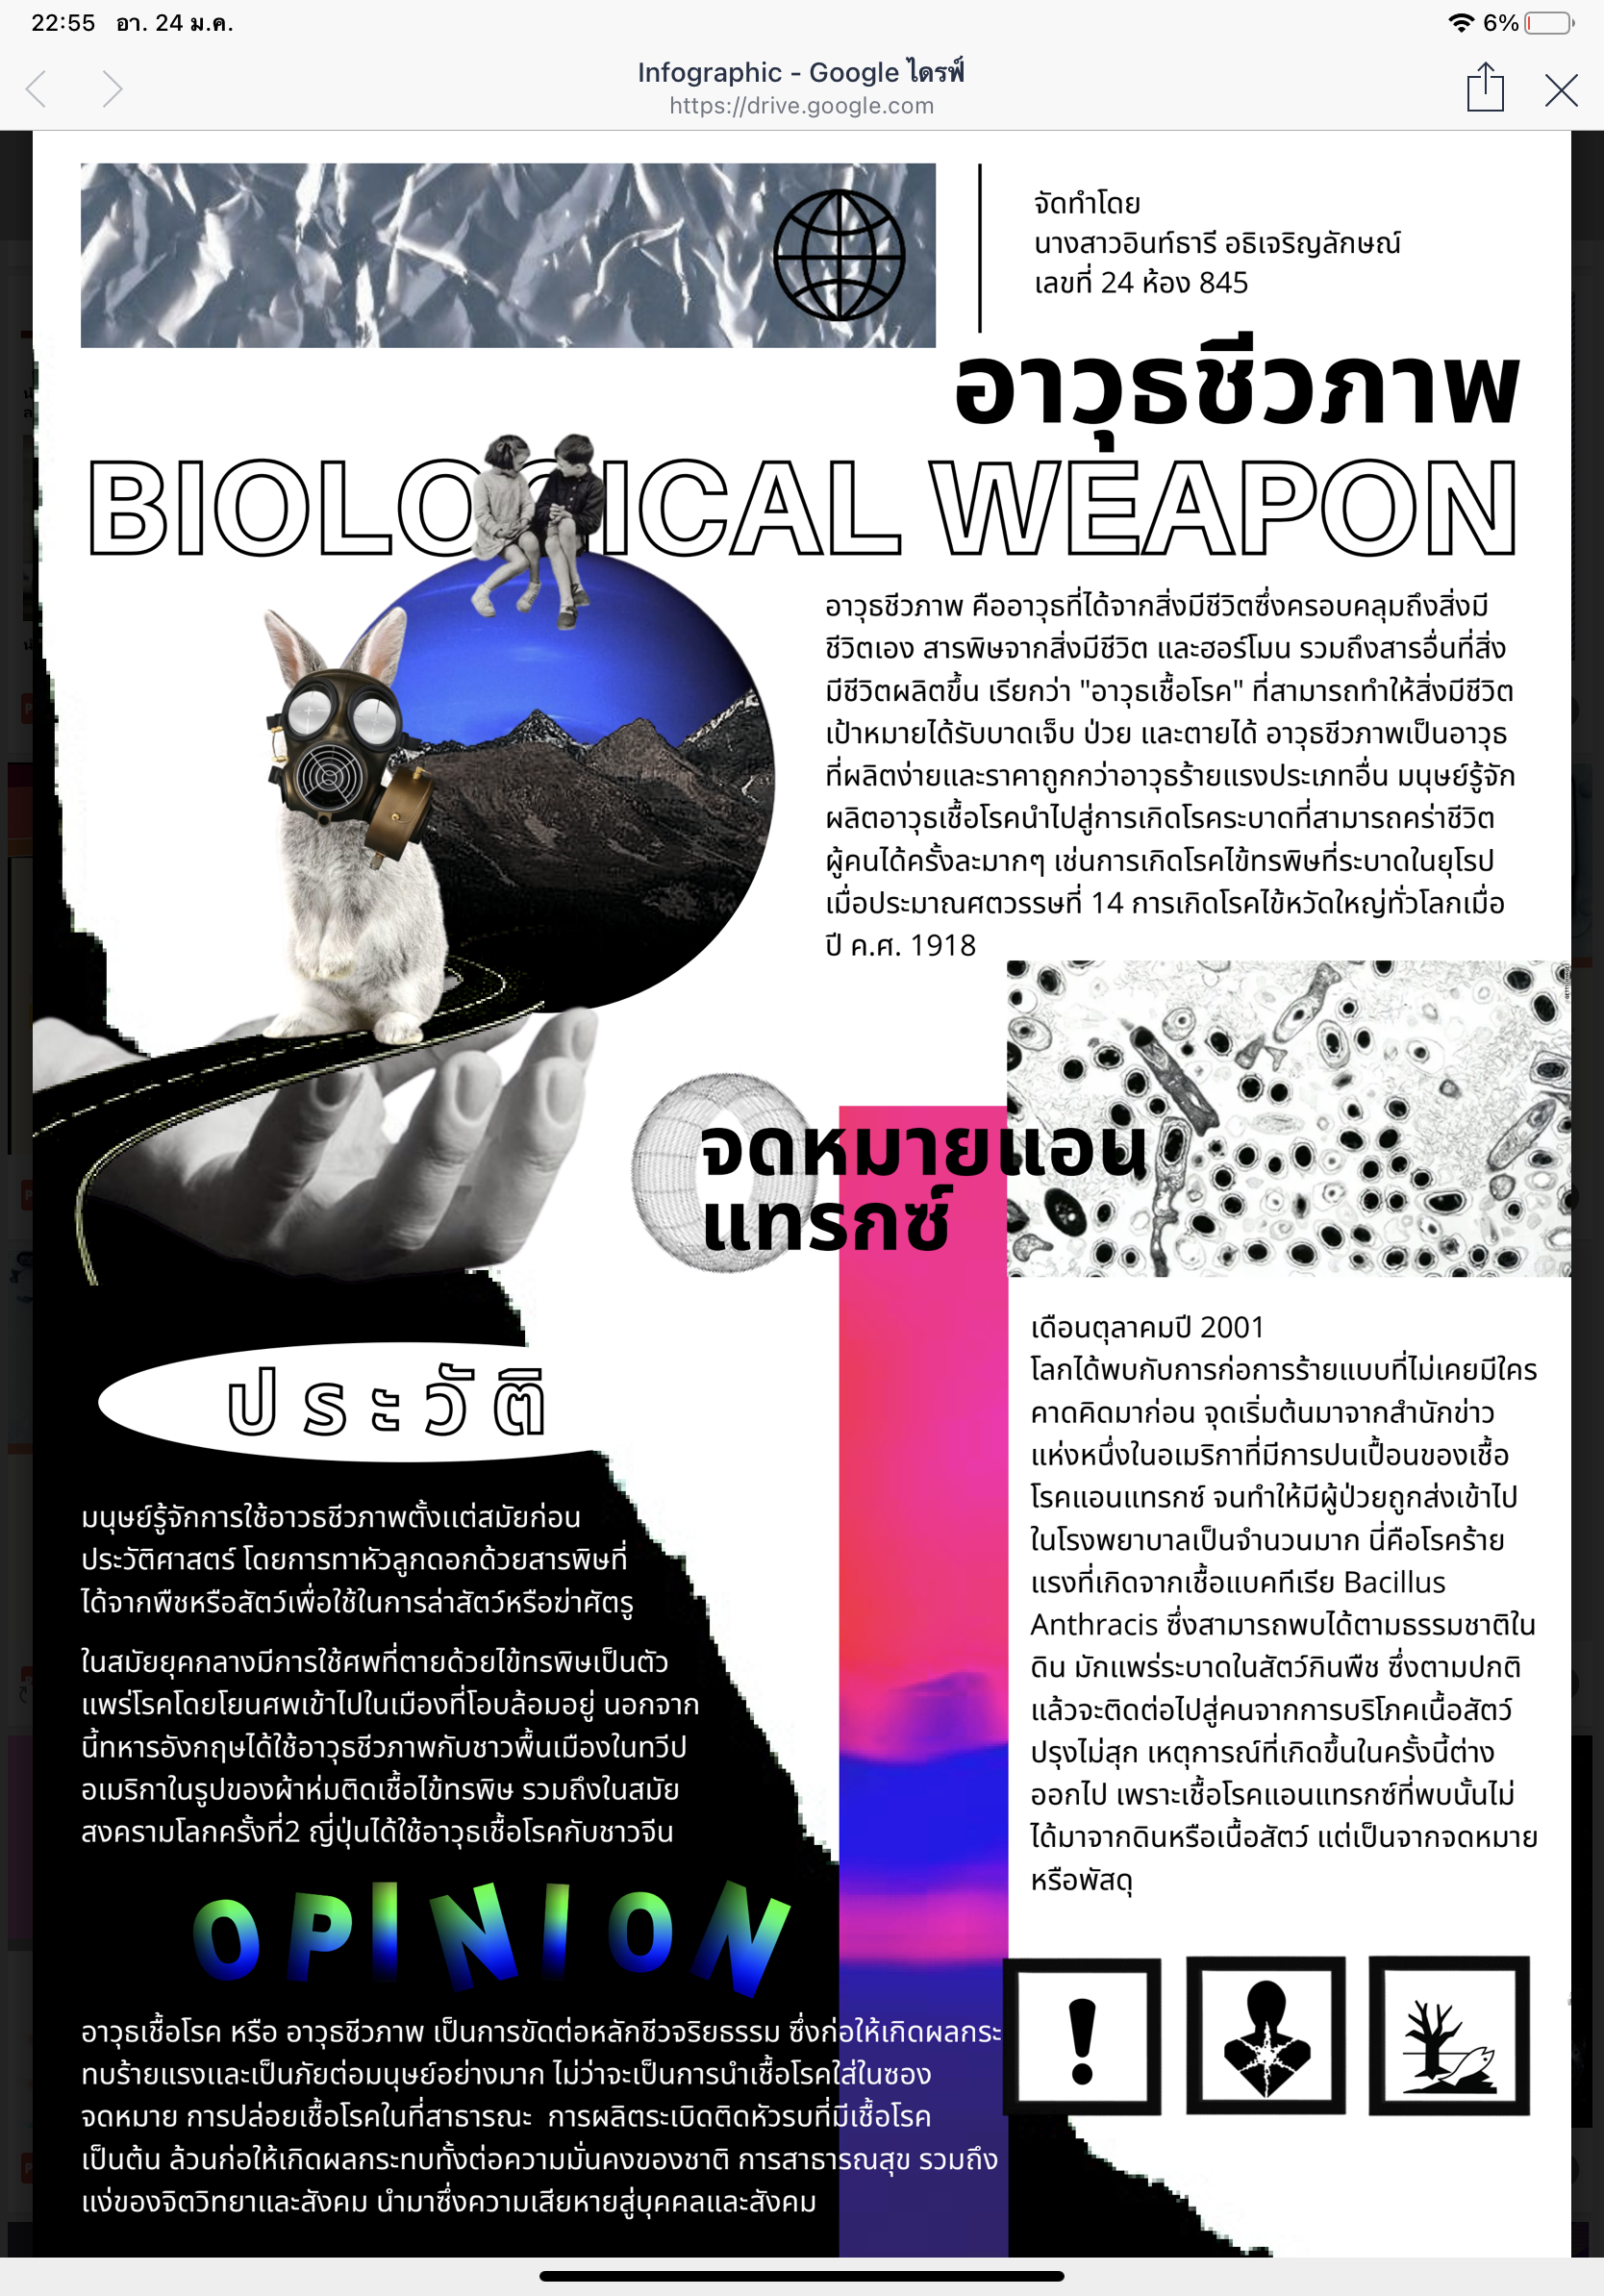 22:55 อา. 24 ม.ค.
6%
Infographic - Google ไดรฟ์
https://drive.google.com
จัดทำโดย
นางสาวอินท์ธารี อธิเจริญลักษณ์
เลขที่ 24 ห้อง 845
อาวุธชีวภาพ
BIOLOGICAL WEAPON
อาวุธชีวภาพ คืออาวุธที่ได้จากสิ่งมีชีวิตซึ่งครอบคลุมถึงสิ่งมี
ชีวิตเอง สารพิษจากสิ่งมีชีวิต และฮอร์โมน รวมถึงสารอื่นที่สิ่ง
มีชีวิตผลิตขึ้น เรียกว่า "อาวุธเชื้อโรค" ที่สามารถทำให้สิ่งมีชีวิต
เป้าหมายได้รับบาดเจ็บ ป่วย และตายได้ อาวุธชีวภาพเป็นอาวุธ
ที่ผลิตง่ายและราคาถูกกว่าอาวุธร้ายแรงประเภทอื่น มนุษย์รู้จัก
ผลิตอาวุธเชื้อโรคนำไปสู่การเกิดโรคระบาดที่สามารถคร่าชีวิต
ผู้คนได้ครั้งละมากๆ เช่นการเกิดโรคไข้ทรพิษที่ระบาดในยุโรป
เมื่อประมาณศตวรรษที่ 14 การเกิดโรคไข้หวัดใหญ่ทั่วโลกเมื่อ
ปี ค.ศ. 1918
จดหมายแอน
แทรกซ์
เดือนตุลาคมปี 2001
โลกได้พบกับการก่อการร้ายแบบที่ไม่เคยมีใคร
คาดคิดมาก่อน จุดเริ่มต้นมาจากสำนักข่าว
แห่งหนึ่งในอเมริกาที่มีการปนเปื้อนของเชื้อ
โรคแอนแทรกซ์ จนทำให้มีผู้ป่วยถูกส่งเข้าไป
ในโรงพยาบาลเป็นจำนวนมาก นี่คือโรคร้าย
แรงที่เกิดจากเชื้อแบคทีเรีย Bacillus
Anthracis ซึ่งสามารถพบได้ตามธรรมชาติใน
ดิน มักแพร่ระบาดในสัตว์กินพืช ซึ่งตามปกติ
แล้วจะติดต่อไปสู่คนจากการบริโภคเนื้อสัตว์
ปรุงไม่สุก เหตุการณ์ที่เกิดขึ้นในครั้งนี้ต่าง
ออกไป เพราะเชื้อโรคแอนแทรกซ์ที่พบนั้นไม่
ได้มาจากดินหรือเนื้อสัตว์ แต่เป็นจากจดหมาย
หรือพัสดุ
ประวัติ
มนุษย์รู้จักการใช้อาวธชีวภาพตั้งแต่สมัยก่อน
ประวัติศาสตร์ โดยการทาหัวลูกดอกด้วยสารพิษที่
ได้จากพืชหรือสัตว์เพื่อใช้ในการล่าสัตว์หรือฆ่าศัตรู
ในสมัยยุคกลางมีการใช้ศพที่ตายด้วยไข้ทรพิษเป็นตัว
แพร่โรคโดยโยนศพเข้าไปในเมืองที่โอบล้อมอยู่ นอกจาก
นี้ทหารอังกฤษได้ใช้อาวุธชีวภาพกับชาวพื้นเมืองในทวีป
อเมริกาในรูปของผ้าห่มติดเชื้อไข้ทรพิษ รวมถึงในสมัย
สงครามโลกครั้งที่2 ญี่ปุ่นได้ใช้อาวุธเชื้อโรคกับชาวจีน
OPINION
อาวุธเชื้อโรค หรือ อาวุธชีวภาพ เป็นการขัดต่อหลักชีวจริยธรรม ซึ่งก่อให้เกิดผลกระ
ทบร้ายแรงและเป็นภัยต่อมนุษย์อย่างมาก ไม่ว่าจะเป็นการนำเชื้อโรคใส่ในซอง
จดหมาย การปล่อยเชื้อโรคในที่สาธารณะ การผลิตระเบิดติดหัวรบที่มีเชื้อโรค
เป็นต้น ล้วนก่อให้เกิดผลกระทบทั้งต่อความมั่นคงของชาติ การสาธารณสุข รวมถึง
แง่ของจิตวิทยาและสังคม นำมาซึ่งความเสียหายสู่บุคคลและสังคม